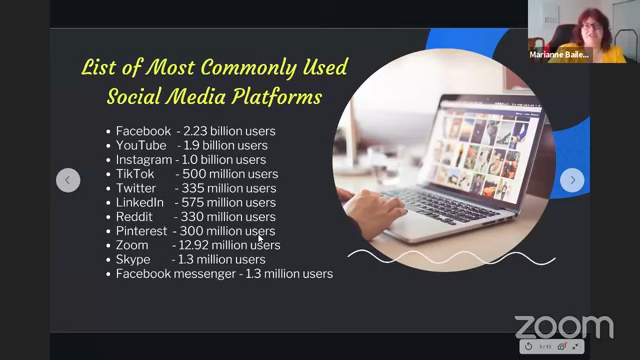 Marianne Baile...
List of Most Commonly Used
Social Media Platforms
• Facebook - 2.23 billion users
• YouTube - 1.9 billion users
• Instagram - 1.0 billion users
• TikTok - 500 million users
• Twitter - 335 million users
• LinkedIn - 575 million users
• Reddit - 330 million users
• Pinterest - 300 million users
• Zoom - 12.92 million users
• Skype - 1.3 million users
• Facebook messenger - 1.3 million users
zoom